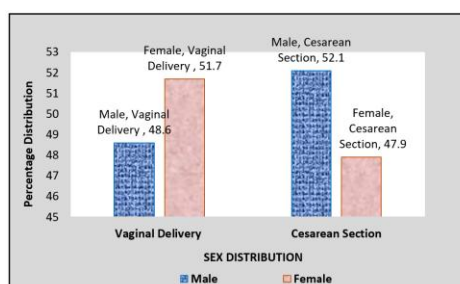 Percentage Distribution
53
52
51
50
49
48
47
46
45
Male, Vaginal
Delivery , 48.6
Female, Vaginal
Delivery , 51.7
Male, Cesarean
Section, 52.1
Female,
Cesarean
Section, 47.9
Vaginal Delivery
Cesarean Section
SEX DISTRIBUTION
Male
Female